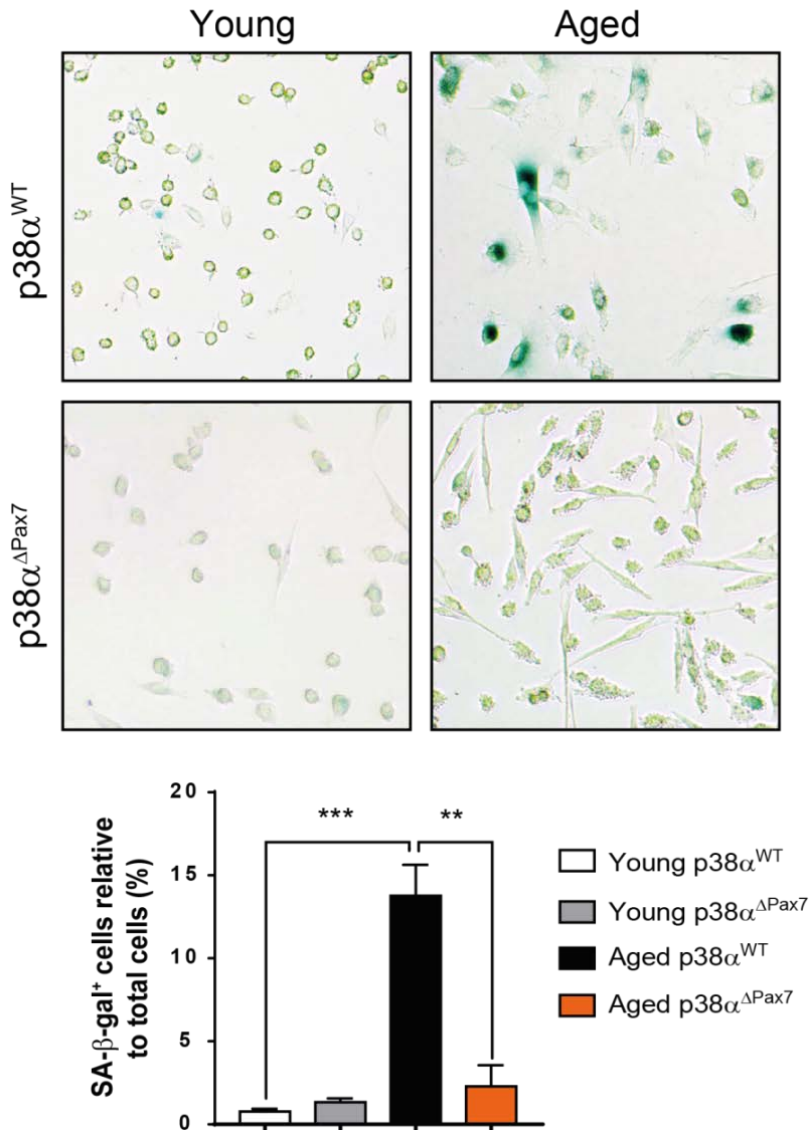 Young
Aged
p38α^WT
p38α^ΔPax7
SA-β-gal⁺ cells relative
to total cells (%)
20
15
10
5
0
***
**
Young p38α^WT
Young p38α^ΔPax7
Aged p38α^WT
Aged p38α^ΔPax7